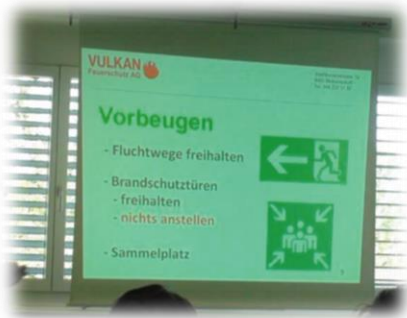 VULKAN
Feuerschutz AG
Vorbeugen
- Fluchtwege freihalten
- Brandschutztüren
- freihalten
- nichts anstellen
- Sammelplatz